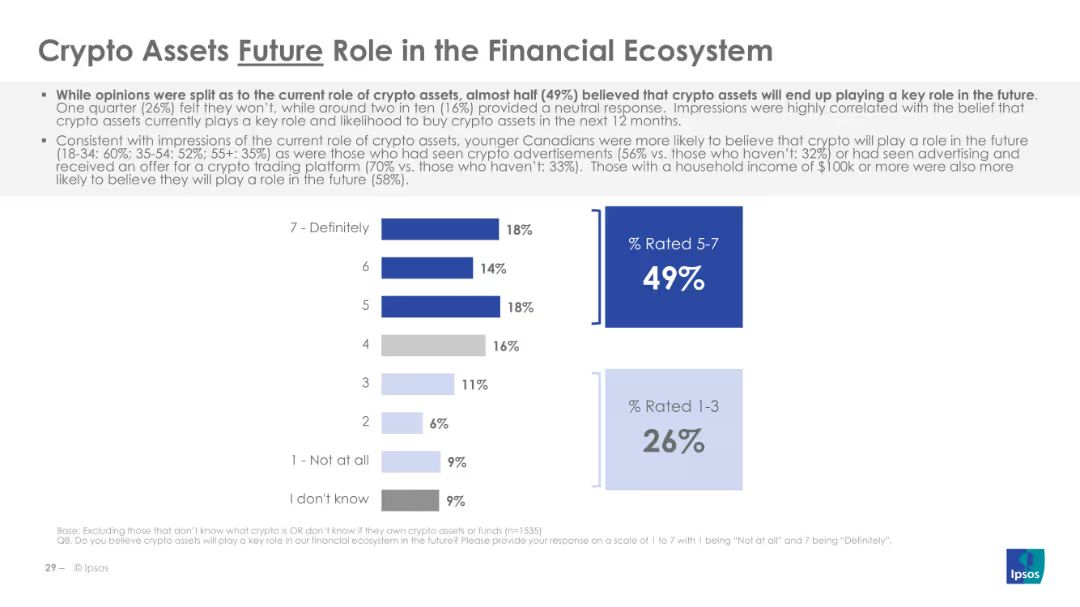 Crypto Assets Future Role in the Financial Ecosystem
▪ While opinions were split as to the current role of crypto assets, almost half (49%) believed that crypto assets will end up playing a key role in the future.
One quarter (26%) felt they won't, while around two in ten (16%) provided a neutral response. Impressions were highly correlated with the belief that
crypto assets currently plays a key role and likelihood to buy crypto assets in the next 12 months.
▪ Consistent with impressions of the current role of crypto assets, younger Canadians were more likely to believe that crypto will play a role in the future
(18-34: 60%; 35-54: 52%; 55+: 35%) as were those who had seen crypto advertisements (56% vs. those who haven't: 32%) or had seen advertising and
received an offer for a crypto trading platform (70% vs. those who haven't: 33%). Those with a household income of $100k or more were also more
likely to believe they will play a role in the future (58%).
7 - Definitely 18%
6 14%
5 18%
% Rated 5-7
49%
4 16%
3 11%
2 6%
1 - Not at all 9%
% Rated 1-3
26%
I don't know 9%
Base: Excluding those that don't know what crypto is OR don't know if they own crypto assets or funds (n=1535)
Q8. Do you believe crypto assets will play a key role in our financial ecosystem in the future? Please provide your response on a scale of 1 to 7 with 1 being "Not at all" and 7 being "Definitely".
29 – © Ipsos
Ipsos